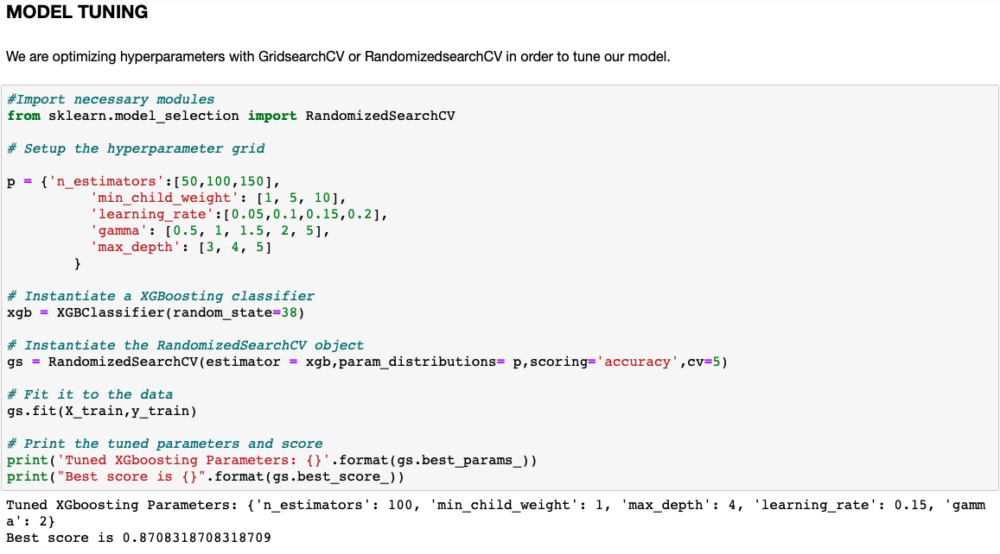 MODEL TUNING
We are optimizing hyperparameters with GridsearchCV or RandomizedsearchCV in order to tune our model.
#Import necessary modules
from sklearn.model_selection import RandomizedSearchCV
# Setup the hyperparameter grid
p = {'n_estimators':[50,100,150],
'min_child_weight': [1, 5, 10],
'learning_rate':[0.05,0.1,0.15,0.2],
'gamma': [0.5, 1, 1.5, 2, 5],
'max_depth': [3, 4, 5]
}
# Instantiate a XGBoosting classifier
xgb = XGBClassifier(random_state=38)
# Instantiate the RandomizedSearchCV object
gs = RandomizedSearchCV(estimator = xgb,param_distributions= p,scoring='accuracy',cv=5)
# Fit it to the data
gs.fit(X_train,y_train)
# Print the tuned parameters and score
print('Tuned XGboosting Parameters: {}'.format(gs.best_params_))
print("Best score is {}".format(gs.best_score_))
Tuned XGboosting Parameters: {'n_estimators': 100, 'min_child_weight': 1, 'max_depth': 4, 'learning_rate': 0.15, 'gamm
a': 2}
Best score is 0.8708318708318709